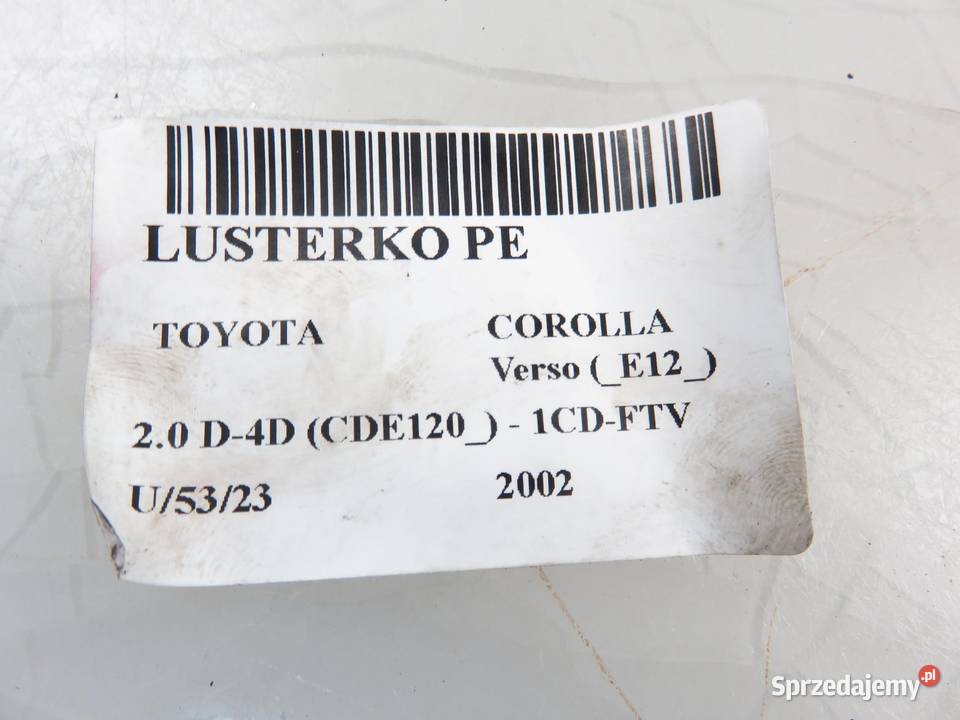 LUSTERKO PE
TOYOTA COROLLA
Verso (_E12_)
2.0 D-4D (CDE120_) - 1CD-FTV
U/53/23 2002
Sprzedajemy.pl